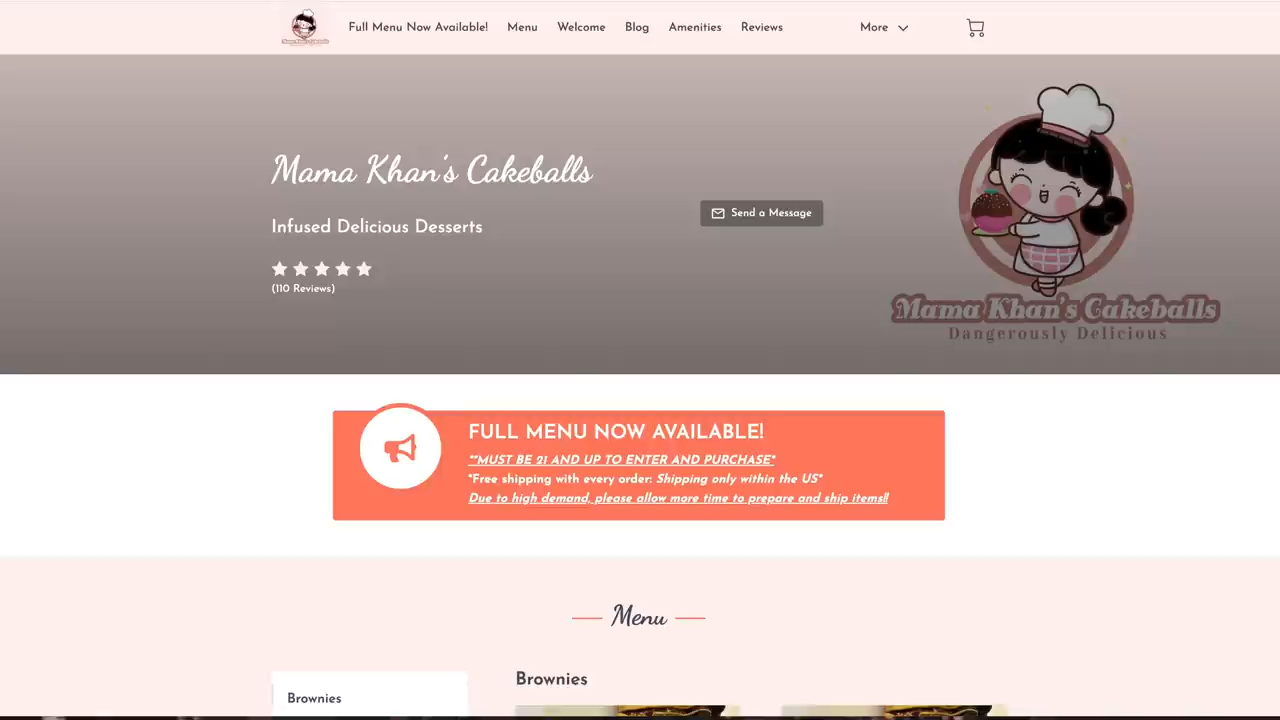 Full Menu Now Available! Menu Welcome Blog Amenities Reviews More
Mama Khan's Cakeballs
Infused Delicious Desserts
(110 Reviews)
Send a Message
Mama Khan's Cakeballs
Dangerously Delicious
FULL MENU NOW AVAILABLE!
**MUST BE 21 AND UP TO ENTER AND PURCHASE*
*Free shipping with every order: Shipping only within the US*
Due to high demand, please allow more time to prepare and ship items!!
Menu
Brownies
Brownies